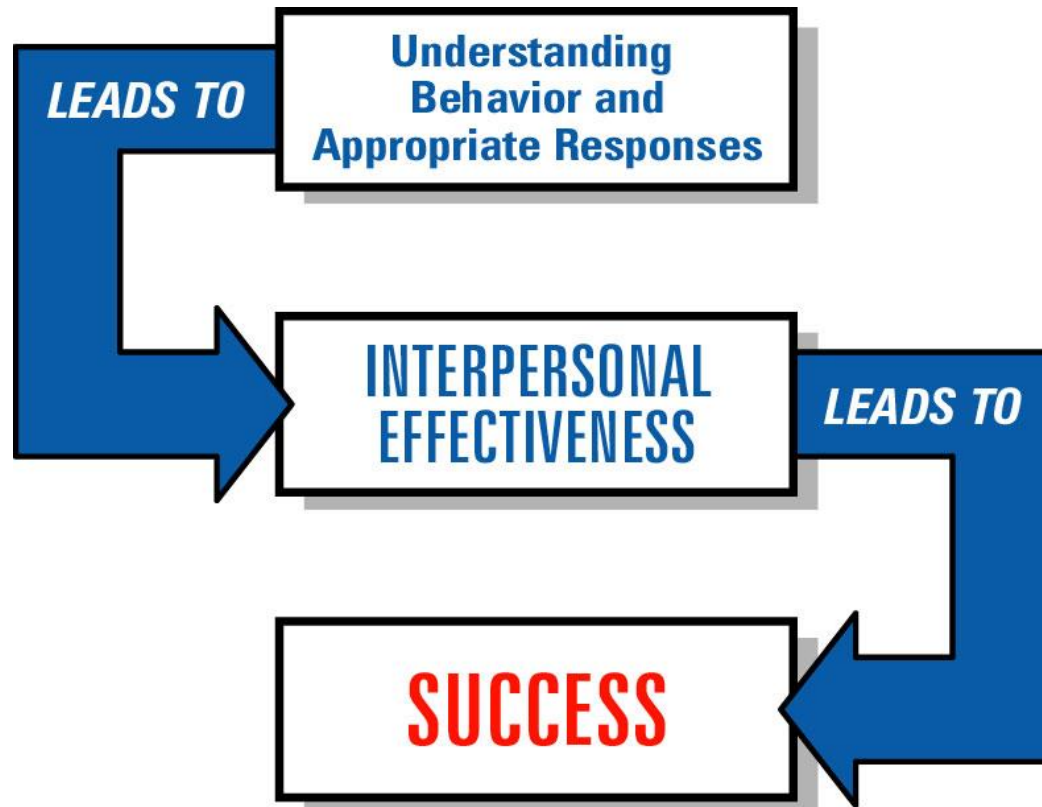 LEADS TO
Understanding
Behavior and
Appropriate Responses
INTERPERSONAL
EFFECTIVENESS
LEADS TO
SUCCESS